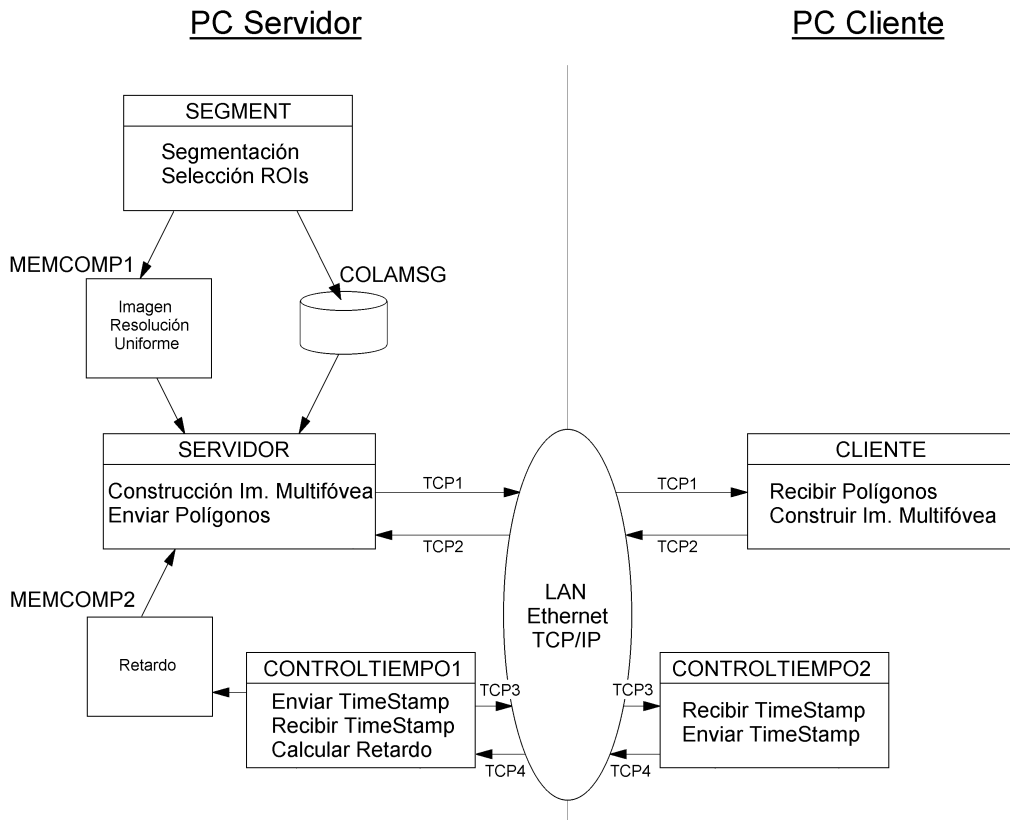 PC Servidor
PC Cliente
SEGMENT
Segmentación
Selección ROIs
MEMCOMP1
COLAMSG
Imagen
Resolución
Uniforme
SERVIDOR
Construcción Im. Multifóvea
Enviar Polígonos
TCP1
TCP2
TCP1
TCP2
CLIENTE
Recibir Polígonos
Construir Im. Multifóvea
LAN
Ethernet
TCP/IP
MEMCOMP2
Retardo
CONTROLTIEMPO1
Enviar TimeStamp
Recibir TimeStamp
Calcular Retardo
TCP3
TCP4
TCP3
TCP4
CONTROLTIEMPO2
Recibir TimeStamp
Enviar TimeStamp